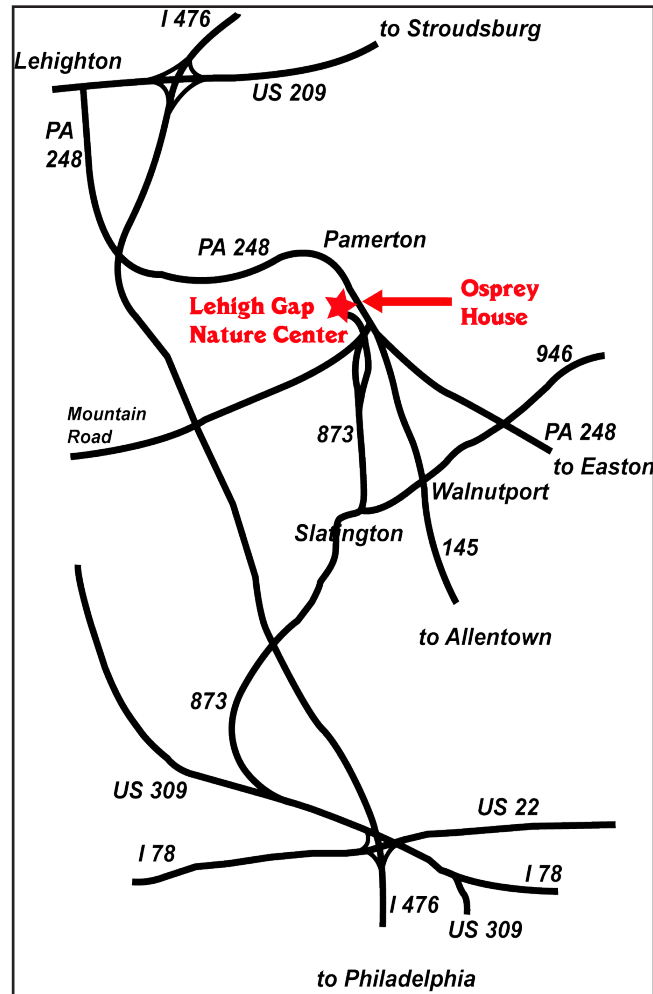 I 476
to Stroudsburg
Lehighton
US 209
PA
248
PA 248
Pamerton
Lehigh Gap
Nature Center
Osprey
House
946
Mountain
Road
873
PA 248
to Easton
Walnutport
Slatington
145
to Allentown
873
US 309
US 22
I 78
I 78
I 476
US 309
to Philadelphia